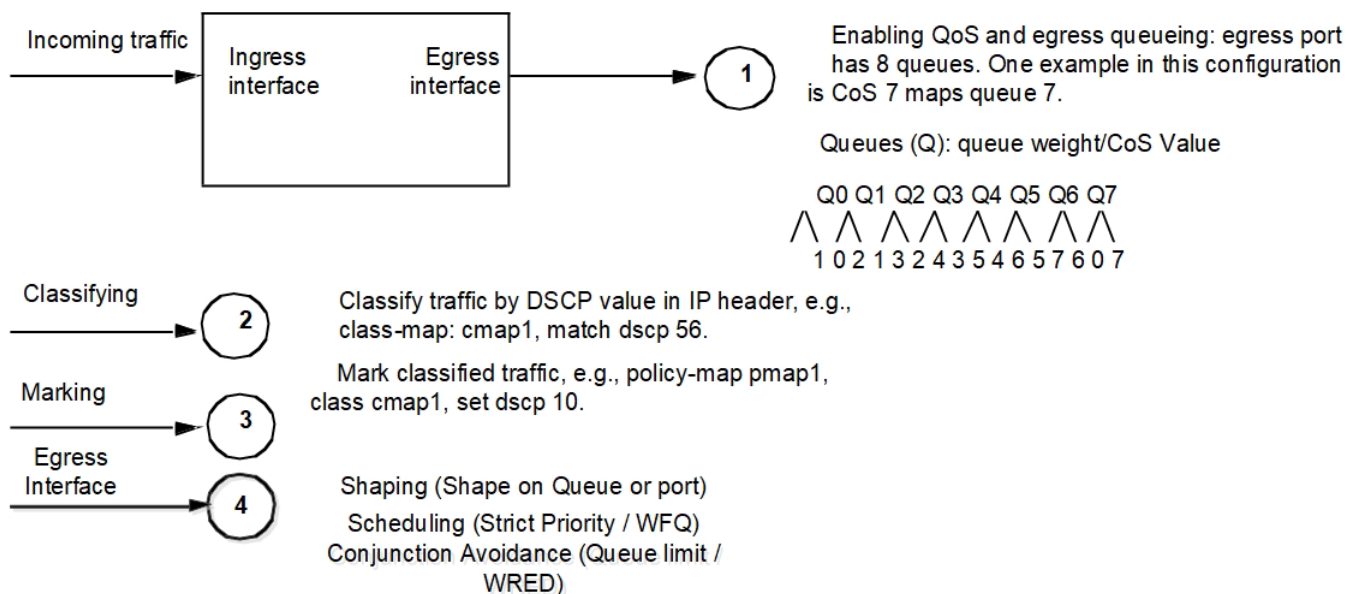 Incoming traffic
Ingress
interface
Egress
interface
1
Enabling QoS and egress queueing: egress port
has 8 queues. One example in this configuration
is CoS 7 maps queue 7.
Queues (Q): queue weight/CoS Value
Q0 Q1 Q2 Q3 Q4 Q5 Q6 Q7
1 0 2 1 3 2 4 3 5 4 6 5 7 6 0 7
Classifying
2
Classify traffic by DSCP value in IP header, e.g.,
class-map: cmap1, match dscp 56.
Marking
3
Mark classified traffic, e.g., policy-map pmap1,
class cmap1, set dscp 10.
Egress
Interface
4
Shaping (Shape on Queue or port)
Scheduling (Strict Priority / WFQ)
Conjunction Avoidance (Queue limit /
WRED)